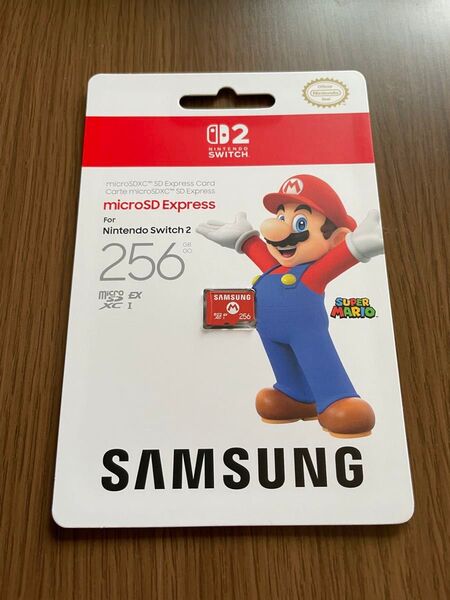 Official
Nintendo
Seal
2
NINTENDO
SWITCH
microSDXC™ SD Express Card
Carte microSDXC™ SD Express
microSD Express
For
Nintendo Switch 2
256 GB
GO
micro
SD EX
XC I
SAMSUNG
M
256
SUPER
MARIO
SAMSUNG